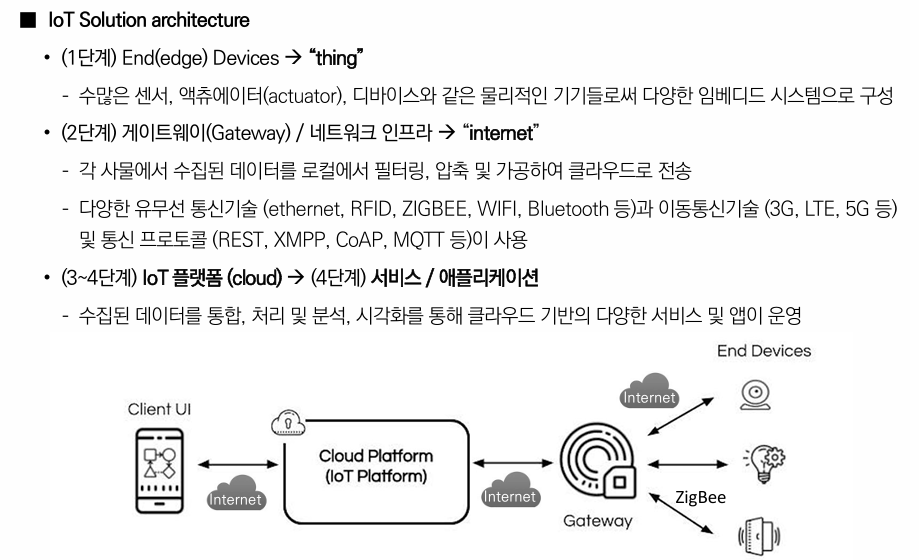 ■ IoT Solution architecture
• (1단계) End(edge) Devices → “thing”
- 수많은 센서, 액츄에이터(actuator), 디바이스와 같은 물리적인 기기들로써 다양한 임베디드 시스템으로 구성
• (2단계) 게이트웨이(Gateway) / 네트워크 인프라 → “internet”
- 각 사물에서 수집된 데이터를 로컬에서 필터링, 압축 및 가공하여 클라우드로 전송
- 다양한 유무선 통신기술 (ethernet, RFID, ZIGBEE, WIFI, Bluetooth 등)과 이동통신기술 (3G, LTE, 5G 등)
및 통신 프로토콜 (REST, XMPP, CoAP, MQTT 등)이 사용
• (3~4단계) IoT 플랫폼 (cloud) → (4단계) 서비스 / 애플리케이션
- 수집된 데이터를 통합, 처리 및 분석, 시각화를 통해 클라우드 기반의 다양한 서비스 및 앱이 운영
End Devices
Internet
Client UI
Cloud Platform
(IoT Platform)
Internet
Internet
ZigBee
Gateway